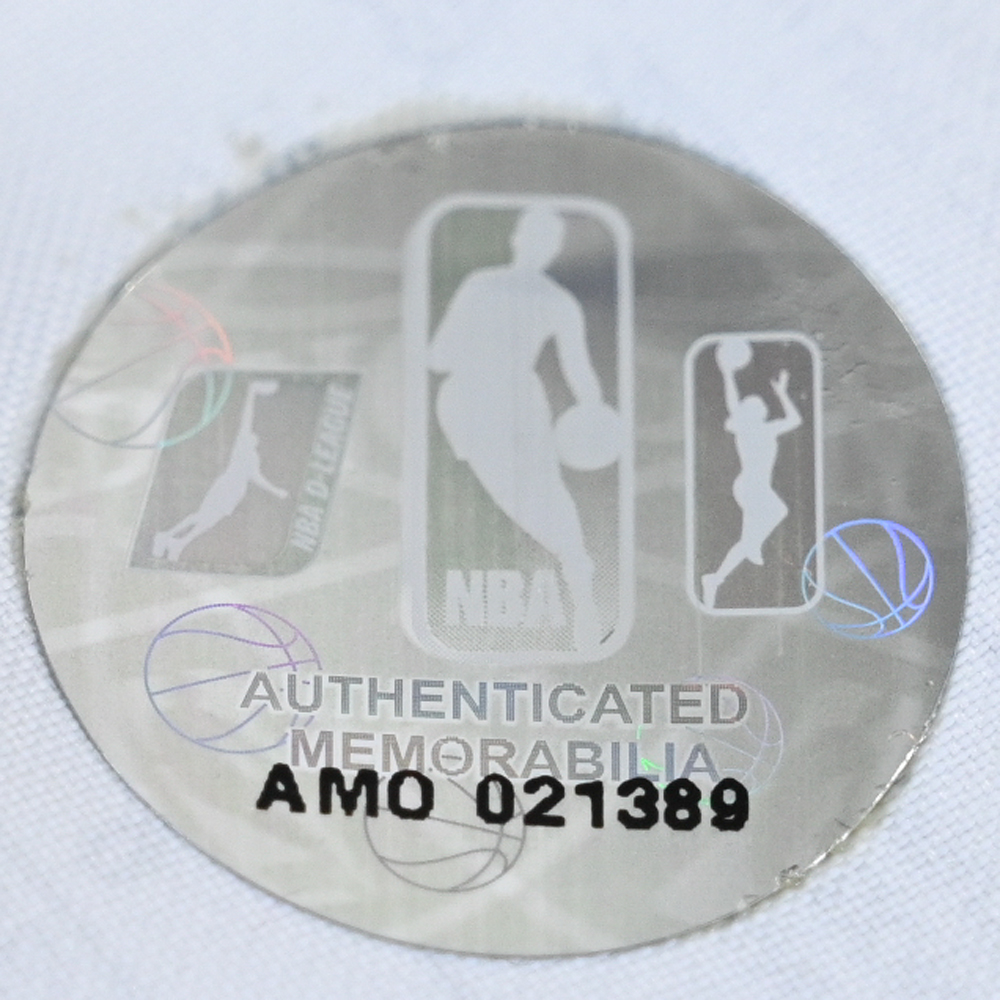 NBA D-LEAGUE
NBA
AUTHENTICATED
MEMORABILIA
AMO 021389